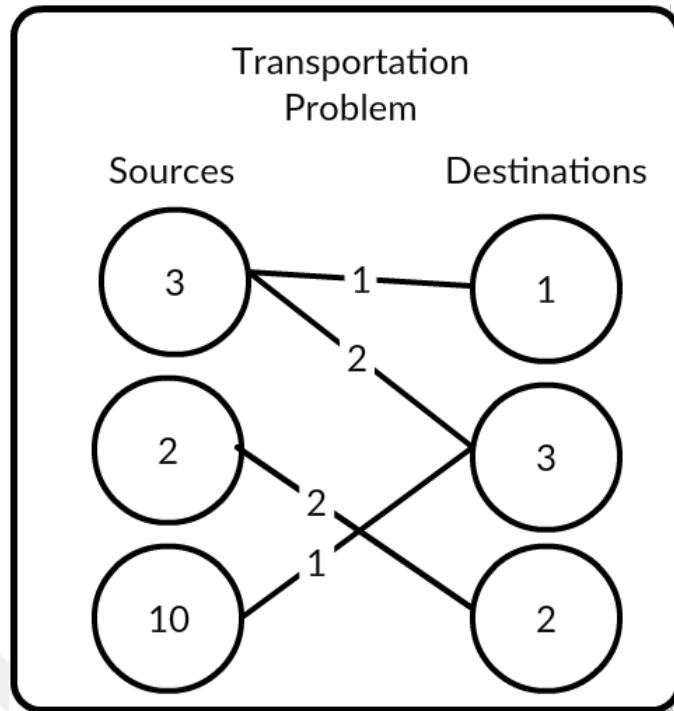 Transportation
Problem
Sources Destinations
3 1 1
2
2 3
2
1
10 2